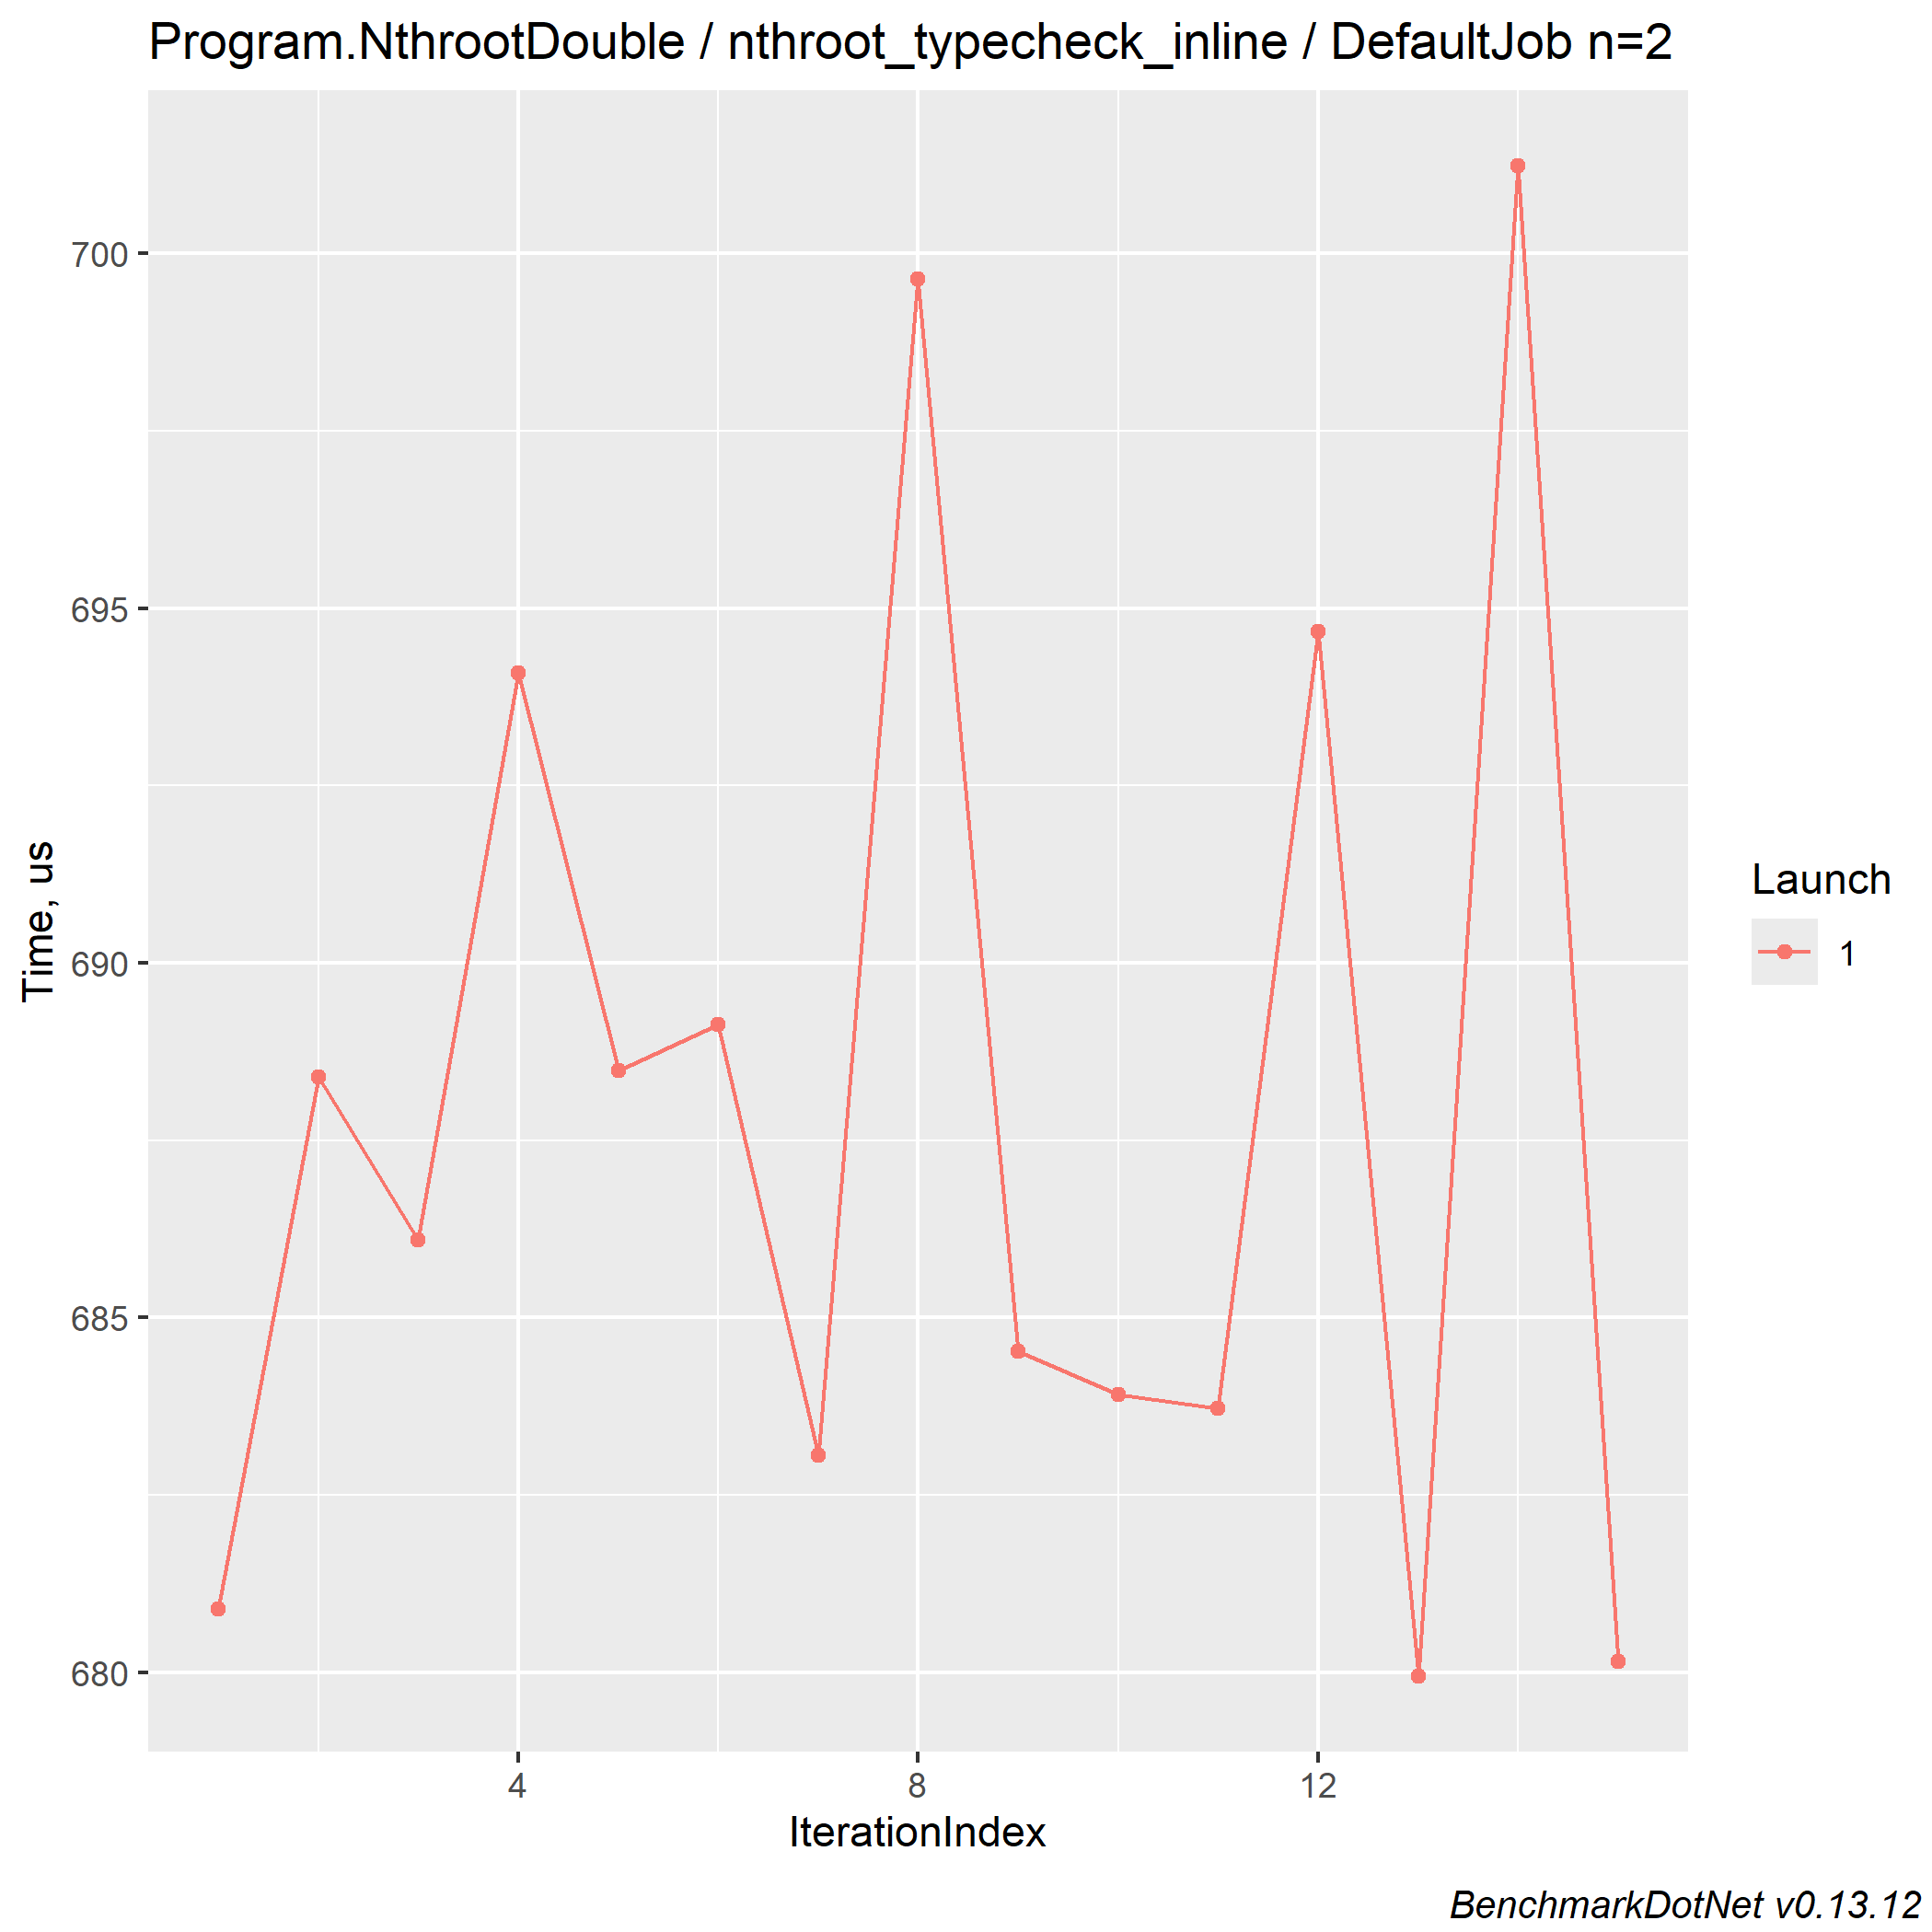 Program.NthrootDouble / nthroot_typecheck_inline / DefaultJob n=2
700
695
690
685
680
Time, us
4 8 12
IterationIndex
Launch
1
BenchmarkDotNet v0.13.12